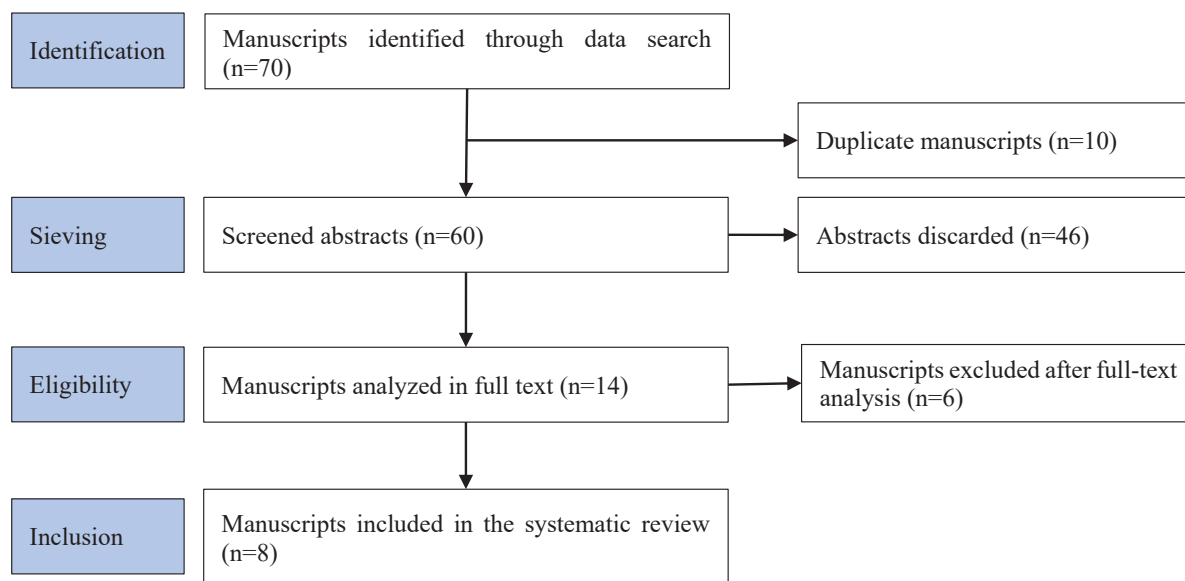 Identification
Manuscripts identified through data search
(n=70)
Duplicate manuscripts (n=10)
Sieving
Screened abstracts (n=60)
Abstracts discarded (n=46)
Eligibility
Manuscripts analyzed in full text (n=14)
Manuscripts excluded after full-text
analysis (n=6)
Inclusion
Manuscripts included in the systematic review
(n=8)